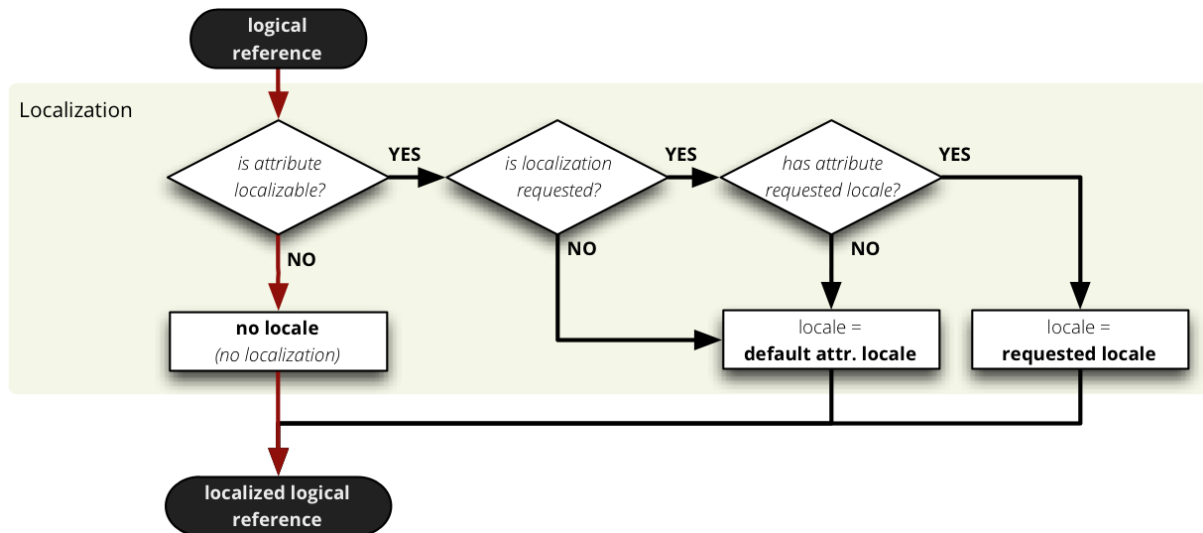 logical
reference
Localization
is attribute
localizable?
YES
is localization
requested?
YES
has attribute
requested locale?
YES
NO
NO
NO
no locale
(no localization)
locale =
default attr. locale
locale =
requested locale
localized logical
reference